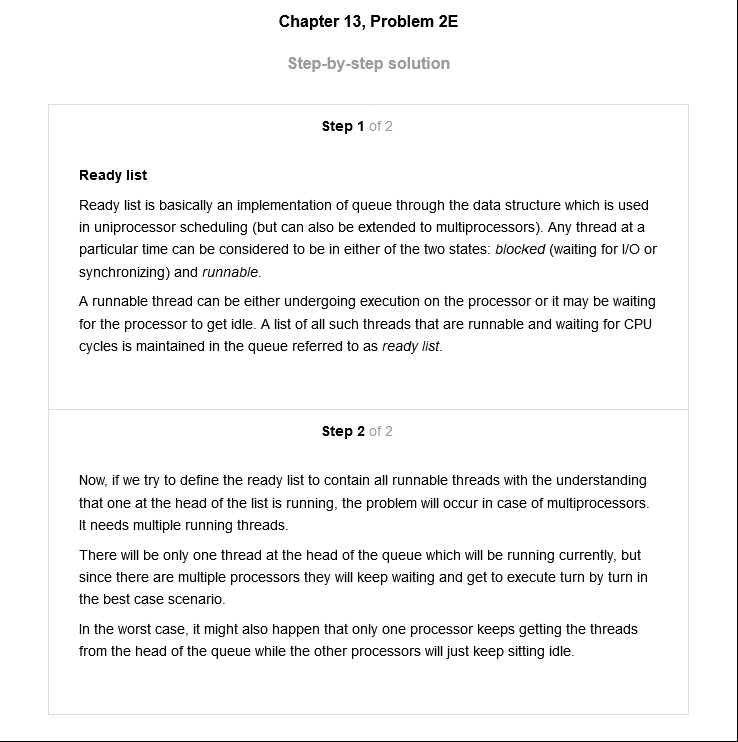 Chapter 13, Problem 2E
Step-by-step solution
Step 1 of 2
Ready list
Ready list is basically an implementation of queue through the data structure which is used
in uniprocessor scheduling (but can also be extended to multiprocessors). Any thread at a
particular time can be considered to be in either of the two states: blocked (waiting for I/O or
synchronizing) and runnable.
A runnable thread can be either undergoing execution on the processor or it may be waiting
for the processor to get idle. A list of all such threads that are runnable and waiting for CPU
cycles is maintained in the queue referred to as ready list.
Step 2 of 2
Now, if we try to define the ready list to contain all runnable threads with the understanding
that one at the head of the list is running, the problem will occur in case of multiprocessors.
It needs multiple running threads.
There will be only one thread at the head of the queue which will be running currently, but
since there are multiple processors they will keep waiting and get to execute turn by turn in
the best case scenario.
In the worst case, it might also happen that only one processor keeps getting the threads
from the head of the queue while the other processors will just keep sitting idle.